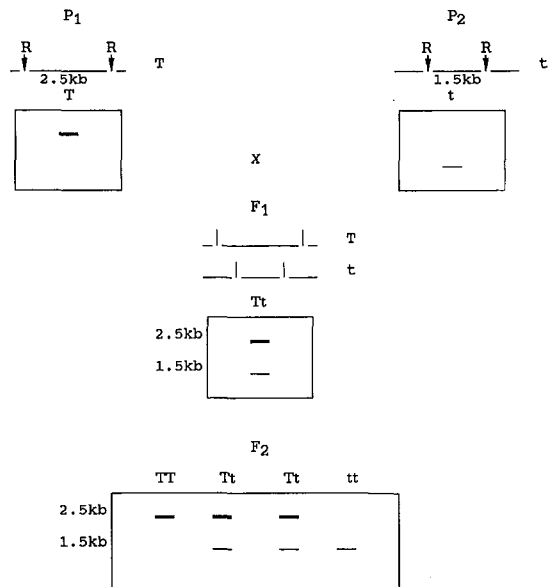 P1 P2
R R R R
T t
2.5kb 1.5kb
T t
X
F1
T
t
Tt
2.5kb
1.5kb
F2
TT Tt Tt tt
2.5kb
1.5kb